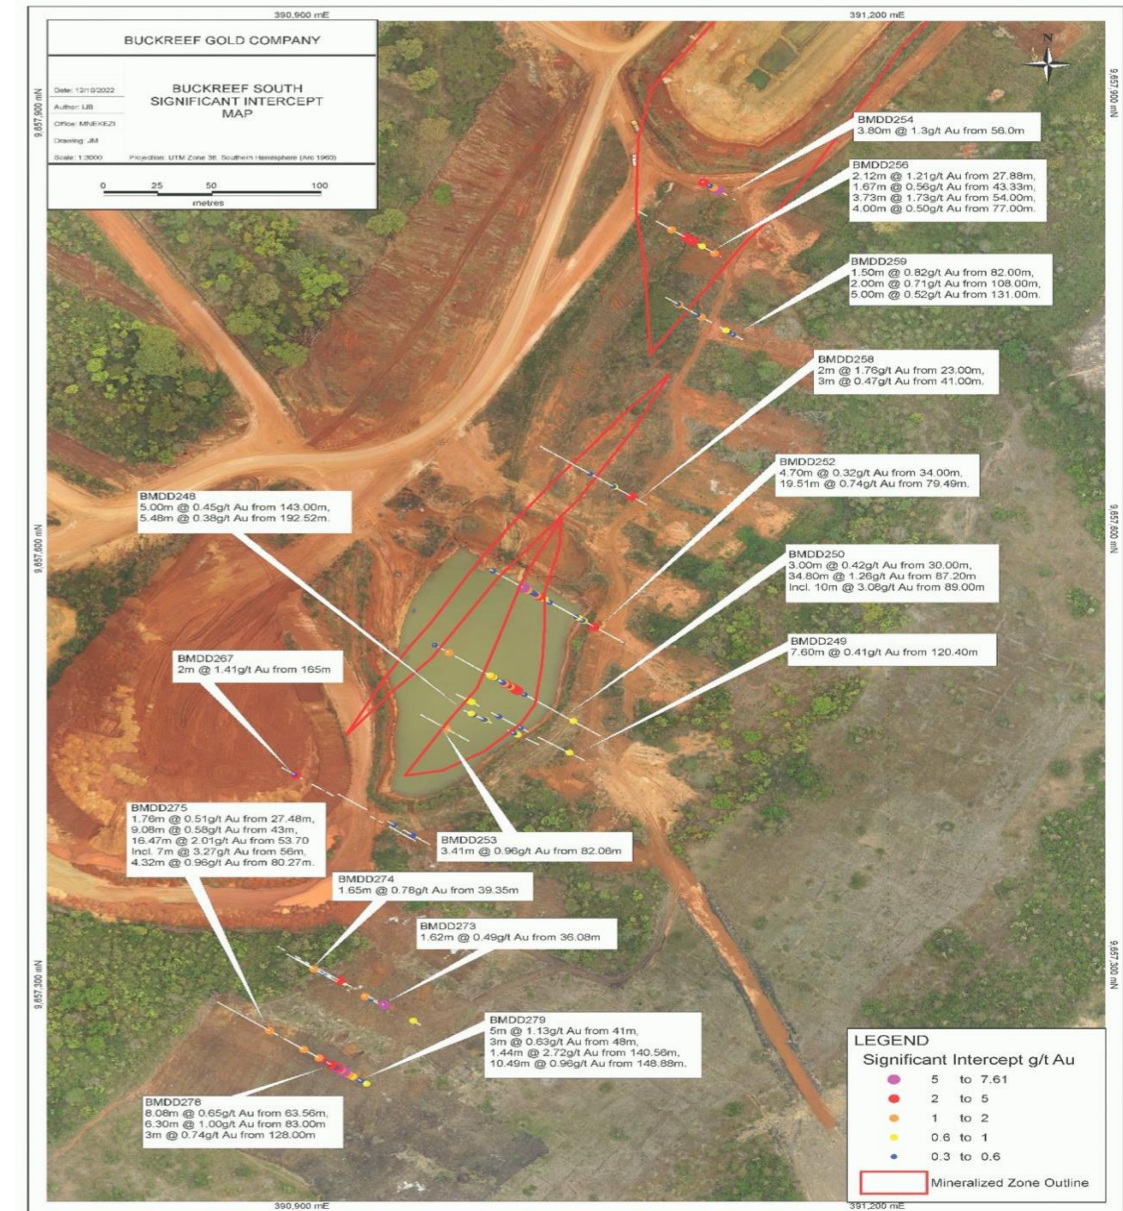 390,900 mE
391,200 mE
BUCKREEF GOLD COMPANY
BUCKREEF SOUTH
SIGNIFICANT INTERCEPT
MAP
Date: 12/10/2022
Author: IJB
Office: MNEKEZI
Drawing: JM
Scale: 1:3000
Projection: UTM Zone 36, Southern Hemisphere (Arc 1960)
0 25 50 100
metres
N
9,657,900 mN
9,657,900 mN
BMDD254
3.80m @ 1.3g/t Au from 56.0m
BMDD256
2.12m @ 1.21g/t Au from 27.88m,
1.67m @ 0.56g/t Au from 43.33m,
3.73m @ 1.73g/t Au from 54.00m,
4.00m @ 0.50g/t Au from 77.00m.
BMDD259
1.50m @ 0.82g/t Au from 82.00m,
2.00m @ 0.71g/t Au from 108.00m,
5.00m @ 0.52g/t Au from 131.00m.
BMDD258
2m @ 1.76g/t Au from 23.00m,
3m @ 0.47g/t Au from 41.00m.
BMDD252
4.70m @ 0.32g/t Au from 34.00m,
19.51m @ 0.74g/t Au from 79.49m.
BMDD248
5.00m @ 0.45g/t Au from 143.00m,
5.48m @ 0.38g/t Au from 192.52m.
9,657,600 mN
9,657,600 mN
BMDD250
3.00m @ 0.42g/t Au from 30.00m,
34.80m @ 1.26g/t Au from 87.20m
Incl. 10m @ 3.08g/t Au from 89.00m
BMDD249
7.60m @ 0.41g/t Au from 120.40m
BMDD267
2m @ 1.41g/t Au from 165m
BMDD275
1.76m @ 0.51g/t Au from 27.48m,
9.08m @ 0.58g/t Au from 43m,
16.47m @ 2.01g/t Au from 53.70
Incl. 7m @ 3.27g/t Au from 56m,
4.32m @ 0.96g/t Au from 80.27m.
BMDD253
3.41m @ 0.96g/t Au from 82.06m
BMDD274
1.65m @ 0.78g/t Au from 39.35m
BMDD273
1.62m @ 0.49g/t Au from 36.08m
9,657,300 mN
9,657,300 mN
BMDD279
5m @ 1.13g/t Au from 41m,
3m @ 0.63g/t Au from 48m,
1.44m @ 2.72g/t Au from 140.56m,
10.49m @ 0.96g/t Au from 148.88m.
BMDD278
8.08m @ 0.65g/t Au from 63.56m,
6.30m @ 1.00g/t Au from 83.00m
3m @ 0.74g/t Au from 128.00m
LEGEND
Significant Intercept g/t Au
5 to 7.61
2 to 5
1 to 2
0.6 to 1
0.3 to 0.6
Mineralized Zone Outline
390,900 mE
391,200 mE